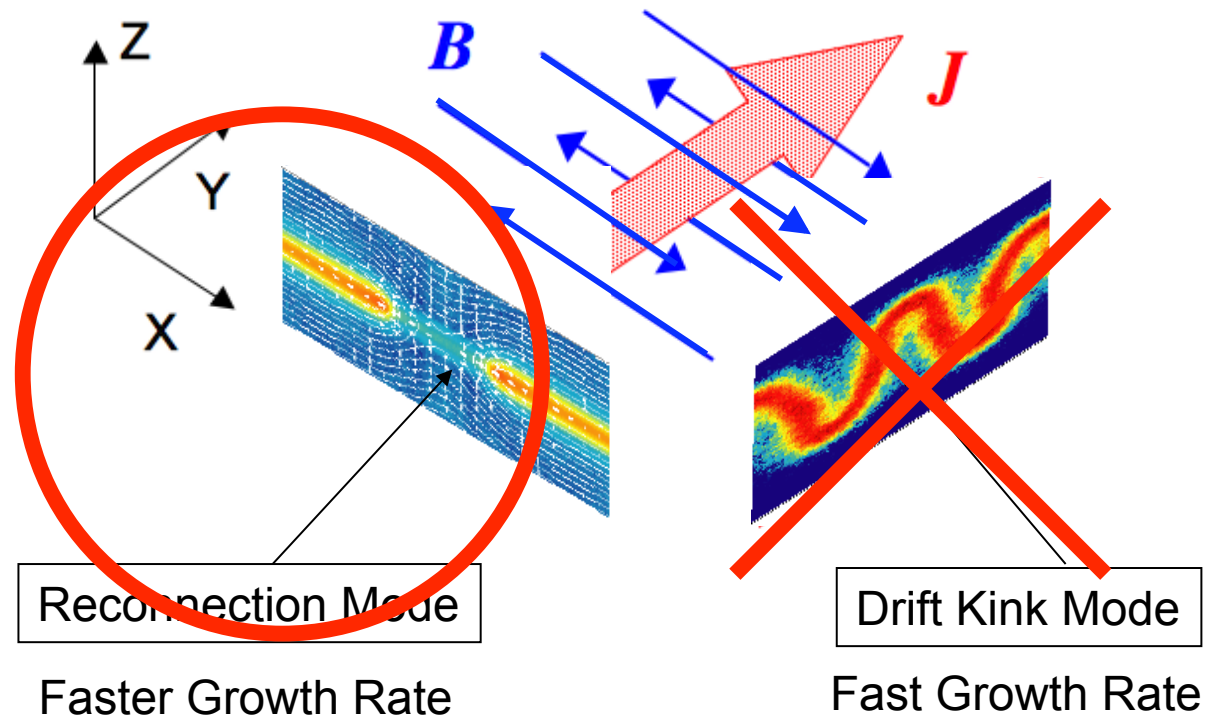 Z
B
J
Y
X
Reconnection Mode
Drift Kink Mode
Faster Growth Rate
Fast Growth Rate